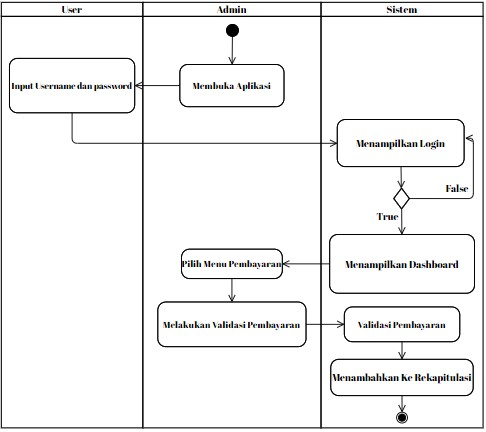 User
Admin
Sistem
Input Username dan password
Membuka Aplikasi
Menampilkan Login
False
True
Pilih Menu Pembayaran
Menampilkan Dashboard
Melakukan Validasi Pembayaran
Validasi Pembayaran
Menambahkan Ke Rekapitulasi